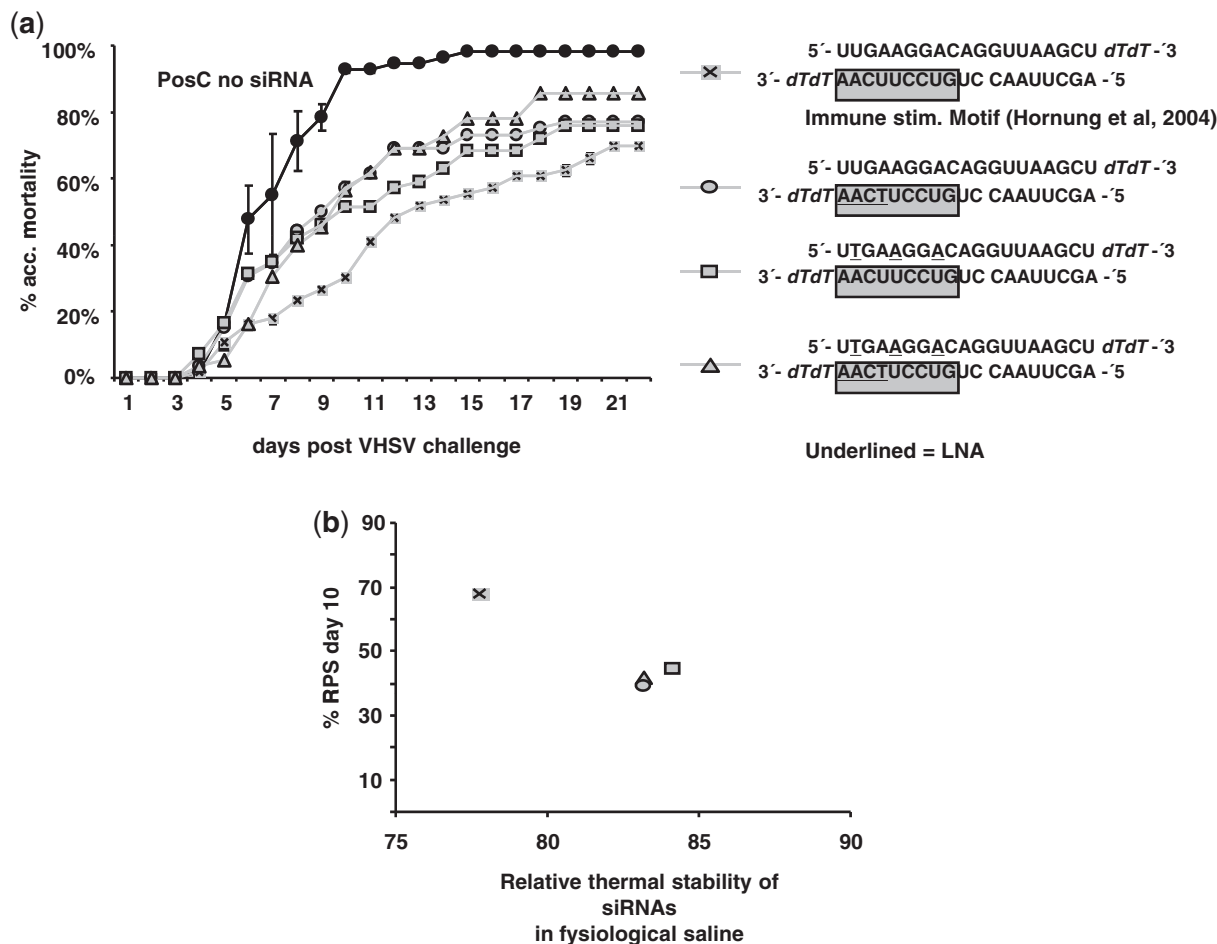 (a)
100%
80%
60%
40%
20%
0%
% acc. mortality
PosC no siRNA
1 3 5 7 9 11 13 15 17 19 21
days post VHSV challenge
5´- UUGAAGGACAGGUUAAGCU dTdT -´3
3´- dTdT AACUUCCUGUC CAAUUCGA -´5
Immune stim. Motif (Hornung et al, 2004)
5´- UUGAAGGACAGGUUAAGCU dTdT -´3
3´- dTdT AACTUCCUGUC CAAUUCGA -´5
5´- UTGAAGGACAGGUUAAGCU dTdT -´3
3´- dTdT AACUUCCUGUC CAAUUCGA -´5
5´- UTGAAGGACAGGUUAAGCU dTdT -´3
3´- dTdT AACTUCCUGUC CAAUUCGA -´5
Underlined = LNA
(b)
90
70
50
30
10
% RPS day 10
75 80 85 90
Relative thermal stability of
siRNAs
in fysiological saline